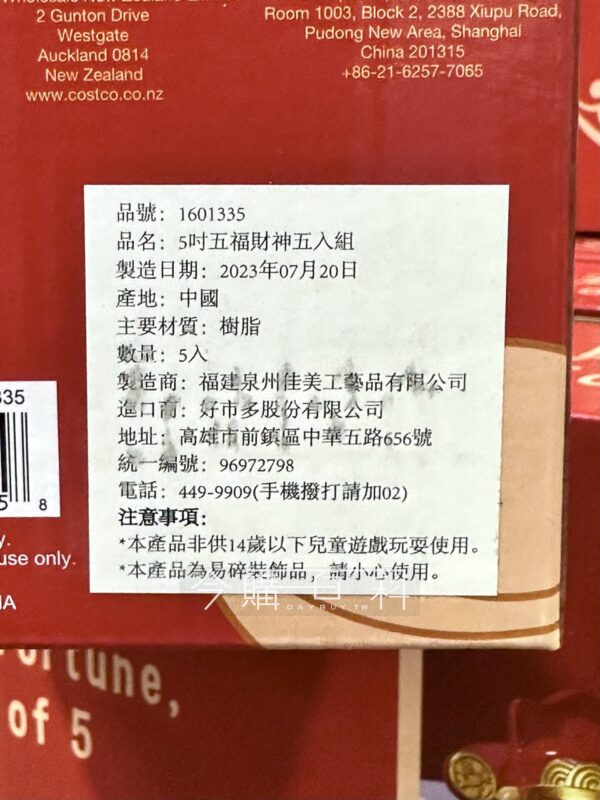 2 Gunton Drive
Westgate
Auckland 0814
New Zealand
www.costco.co.nz
Room 1003, Block 2, 2388 Xiupu Road,
Pudong New Area, Shanghai
China 201315
+86-21-6257-7065
品號：1601335
品名：5吋五福財神五入組
製造日期：2023年07月20日
產地：中國
主要材質：樹脂
數量：5入
製造商：福建泉州佳美工藝品有限公司
進口商：好市多股份有限公司
地址：高雄市前鎮區中華五路656號
統一編號：96972798
電話：449-9909(手機撥打請加02)
注意事項：
*本產品非供14歲以下兒童遊戲玩耍使用。
*本產品為易碎裝飾品，請小心使用。
335
8
use only.
今購百科
DAYBUY.TW
of 5